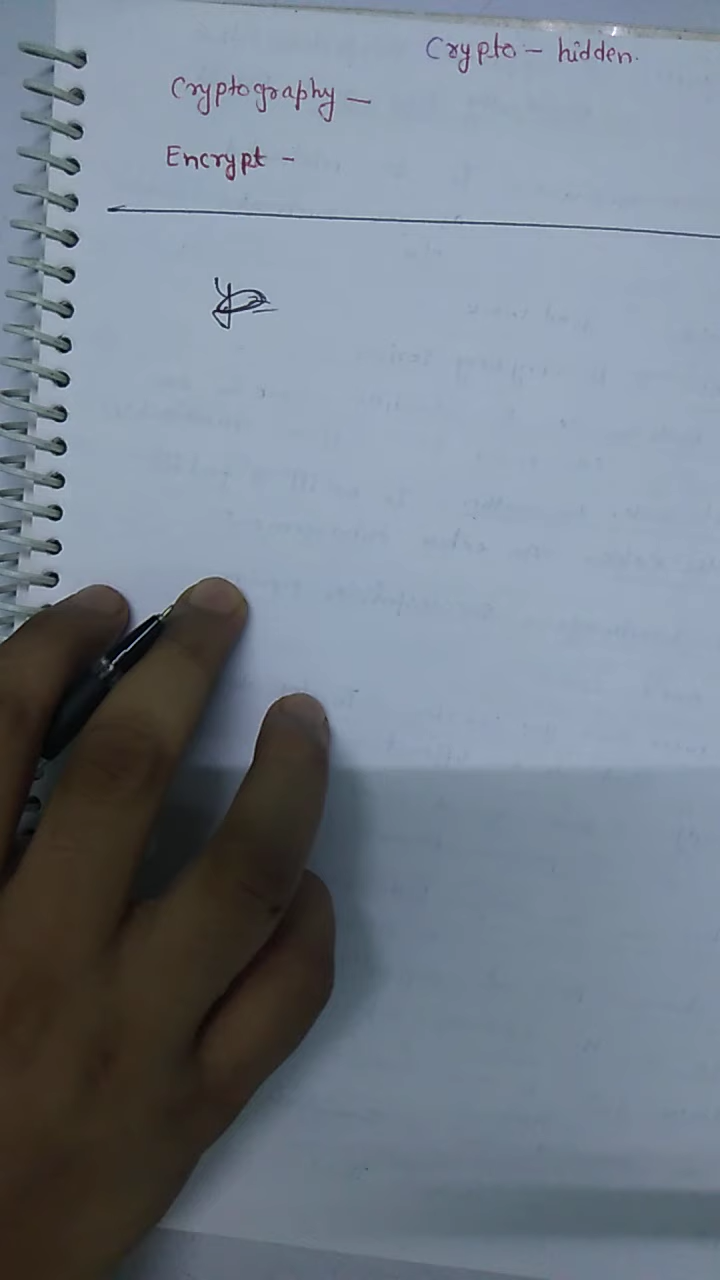 Crypto – hidden.
Cryptography –
Encrypt –